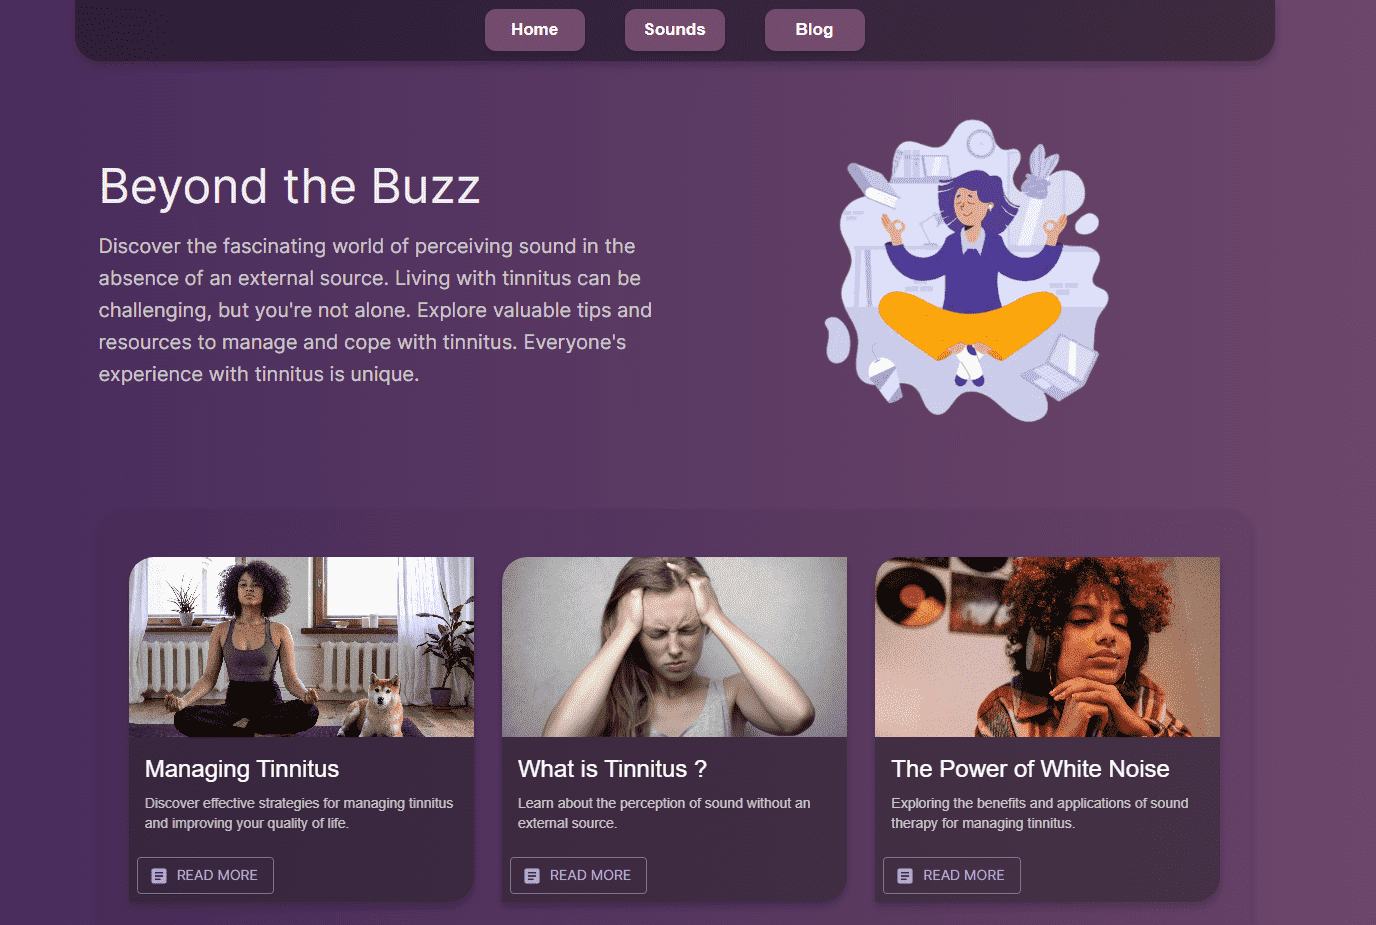 Home
Sounds
Blog
Beyond the Buzz
Discover the fascinating world of perceiving sound in the
absence of an external source. Living with tinnitus can be
challenging, but you're not alone. Explore valuable tips and
resources to manage and cope with tinnitus. Everyone's
experience with tinnitus is unique.
Managing Tinnitus
Discover effective strategies for managing tinnitus
and improving your quality of life.
READ MORE
What is Tinnitus ?
Learn about the perception of sound without an
external source.
READ MORE
The Power of White Noise
Exploring the benefits and applications of sound
therapy for managing tinnitus.
READ MORE